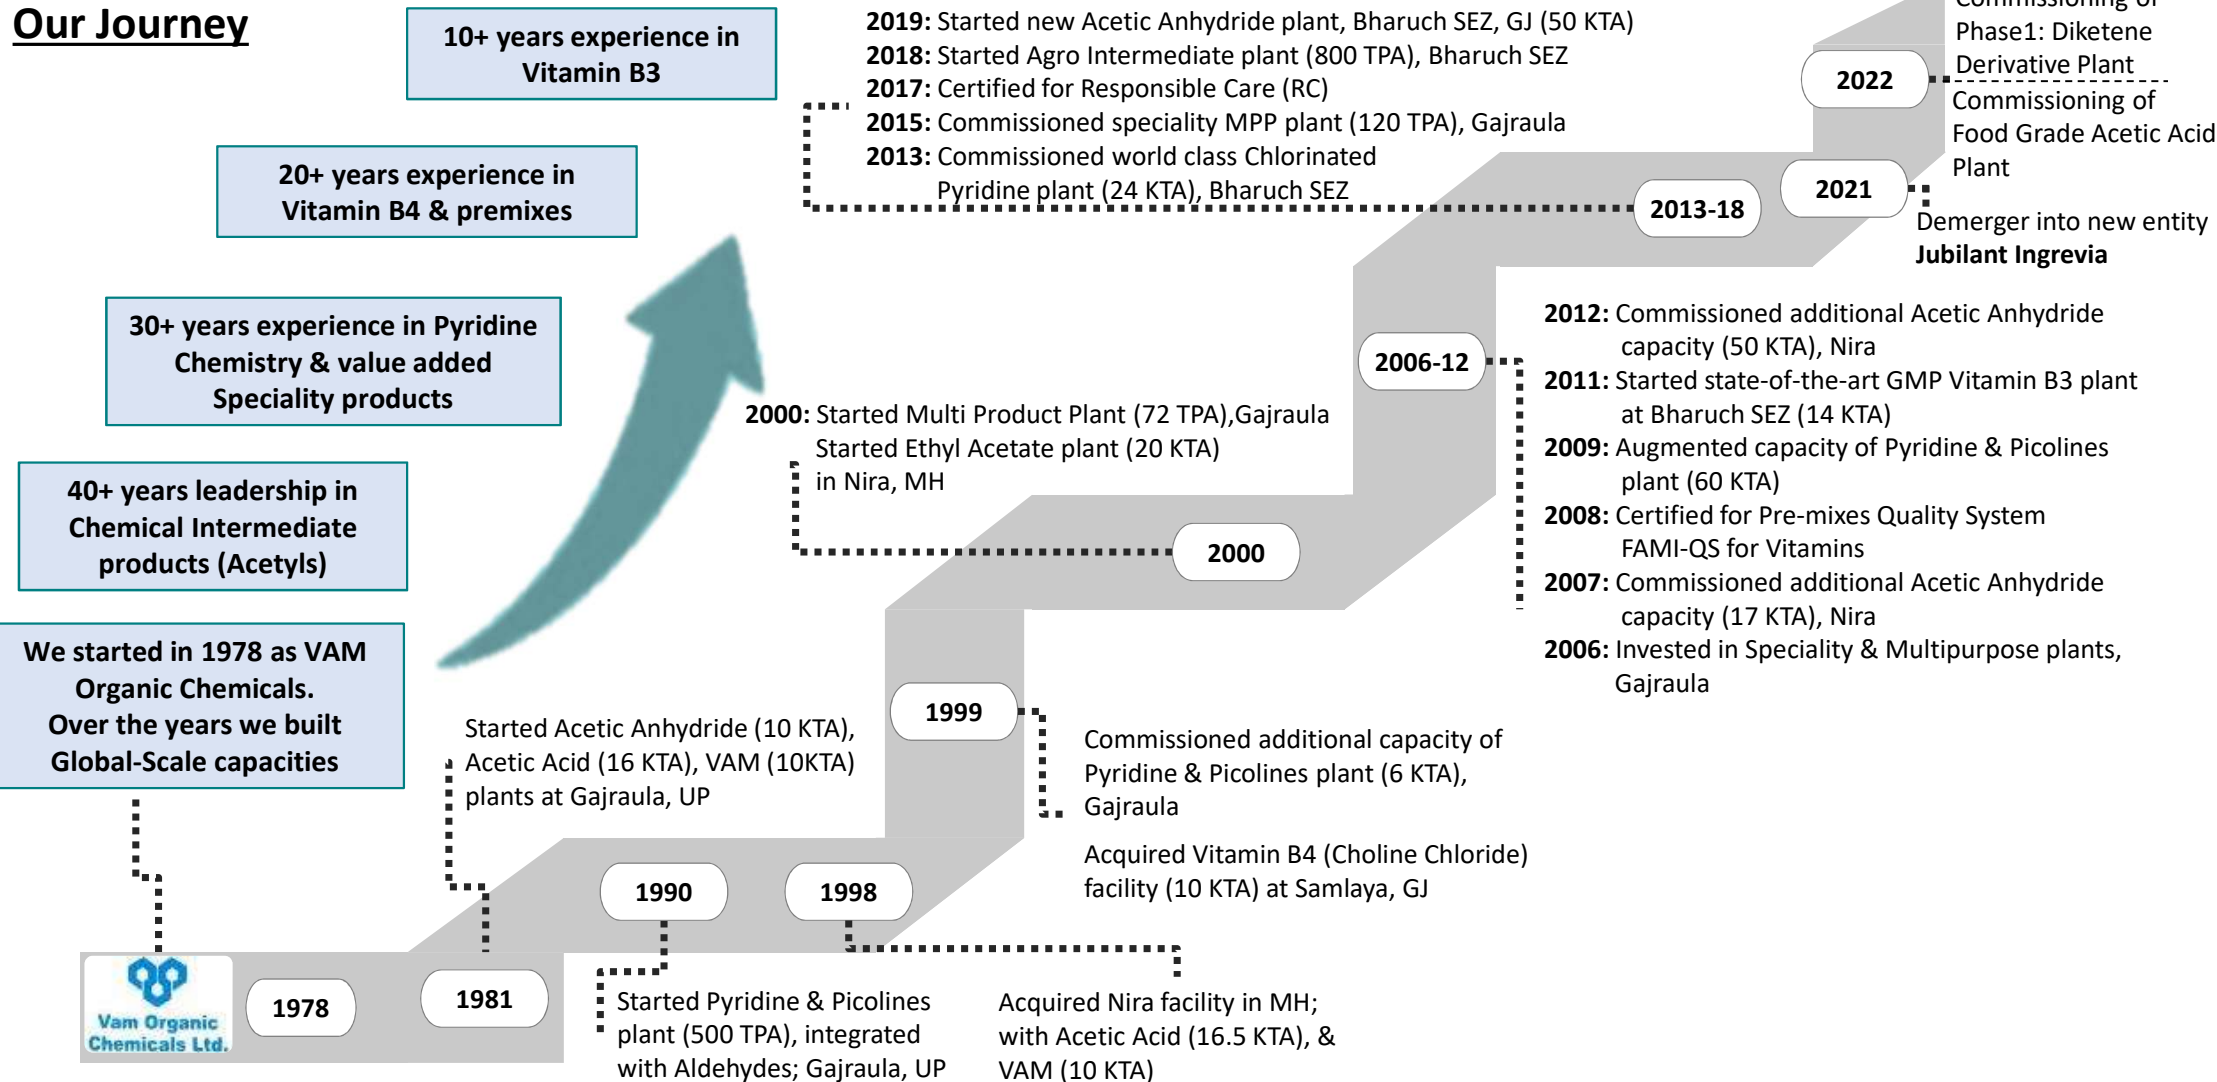 Our Journey
10+ years experience in
Vitamin B3
20+ years experience in
Vitamin B4 & premixes
30+ years experience in Pyridine
Chemistry & value added
Speciality products
40+ years leadership in
Chemical Intermediate
products (Acetyls)
We started in 1978 as VAM
Organic Chemicals.
Over the years we built
Global-Scale capacities
Vam Organic
Chemicals Ltd.
1978
1981
Started Acetic Anhydride (10 KTA),
Acetic Acid (16 KTA), VAM (10KTA)
plants at Gajraula, UP
1990
Started Pyridine & Picolines
plant (500 TPA), integrated
with Aldehydes; Gajraula, UP
1998
Acquired Nira facility in MH;
with Acetic Acid (16.5 KTA), &
VAM (10 KTA)
1999
Commissioned additional capacity of
Pyridine & Picolines plant (6 KTA),
Gajraula
Acquired Vitamin B4 (Choline Chloride)
facility (10 KTA) at Samlaya, GJ
2000
2000: Started Multi Product Plant (72 TPA),Gajraula
Started Ethyl Acetate plant (20 KTA)
in Nira, MH
2006-12
2012: Commissioned additional Acetic Anhydride
capacity (50 KTA), Nira
2011: Started state-of-the-art GMP Vitamin B3 plant
at Bharuch SEZ (14 KTA)
2009: Augmented capacity of Pyridine & Picolines
plant (60 KTA)
2008: Certified for Pre-mixes Quality System
FAMI-QS for Vitamins
2007: Commissioned additional Acetic Anhydride
capacity (17 KTA), Nira
2006: Invested in Speciality & Multipurpose plants,
Gajraula
2013-18
2019: Started new Acetic Anhydride plant, Bharuch SEZ, GJ (50 KTA)
2018: Started Agro Intermediate plant (800 TPA), Bharuch SEZ
2017: Certified for Responsible Care (RC)
2015: Commissioned speciality MPP plant (120 TPA), Gajraula
2013: Commissioned world class Chlorinated
Pyridine plant (24 KTA), Bharuch SEZ
2021
Demerger into new entity
Jubilant Ingrevia
2022
Commissioning of
Phase1: Diketene
Derivative Plant
Commissioning of
Food Grade Acetic Acid
Plant